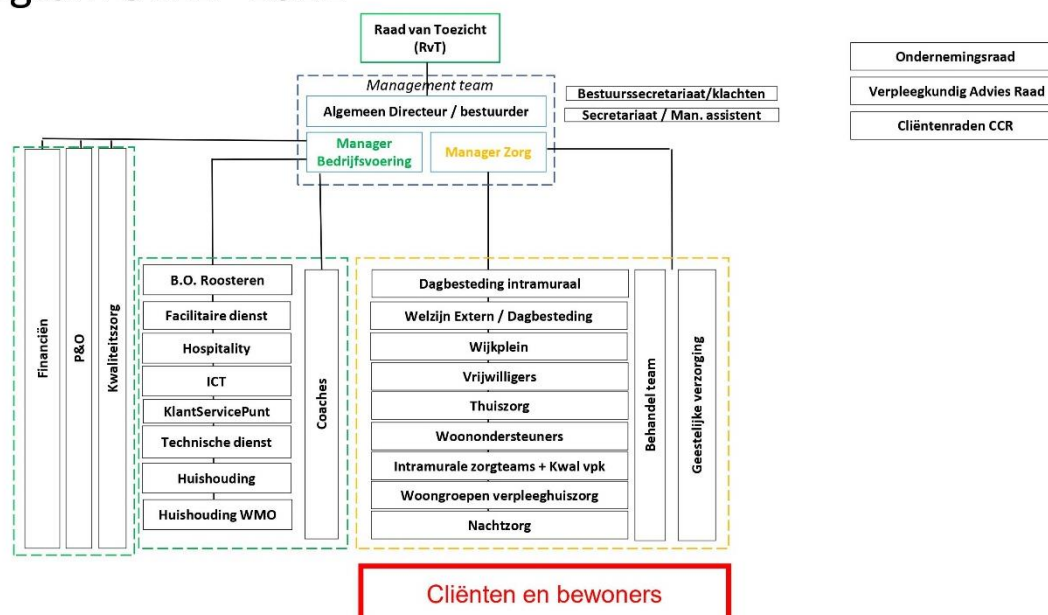 Raad van Toezicht
(RvT)
Management team
Algemeen Directeur / bestuurder
Bestuurssecretariaat/klachten
Secretariaat / Man. assistent
Ondernemingsraad
Verpleegkundig Advies Raad
Cliëntenraden CCR
Manager
Bedrijfsvoering
Manager Zorg
Financiën
P&O
Kwaliteitszorg
B.O. Roosteren
Facilitaire dienst
Hospitality
ICT
KlantServicePunt
Technische dienst
Huishouding
Huishouding WMO
Coaches
Dagbesteding intramuraal
Welzijn Extern / Dagbesteding
Wijkplein
Vrijwilligers
Thuiszorg
Woonondersteuners
Intramurale zorgteams + Kwal vpk
Woongroepen verpleeghuiszorg
Nachtzorg
Behandel team
Geestelijke verzorging
Cliënten en bewoners